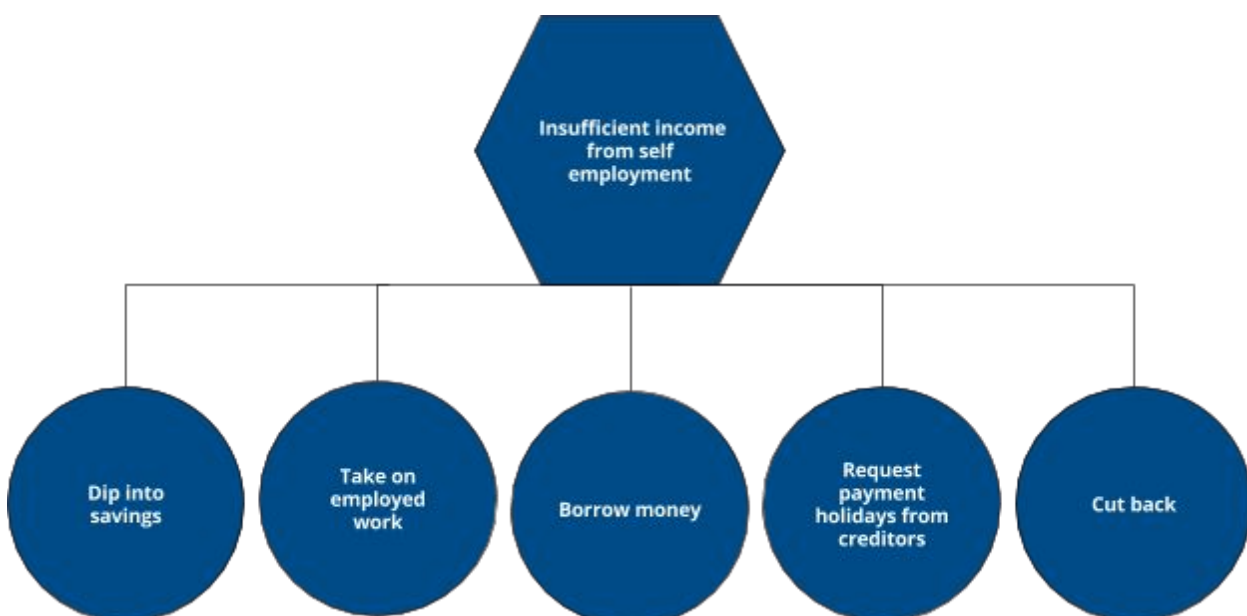 Insufficient income
from self
employment
Dip into
savings
Take on
employed
work
Borrow money
Request
payment
holidays from
creditors
Cut back